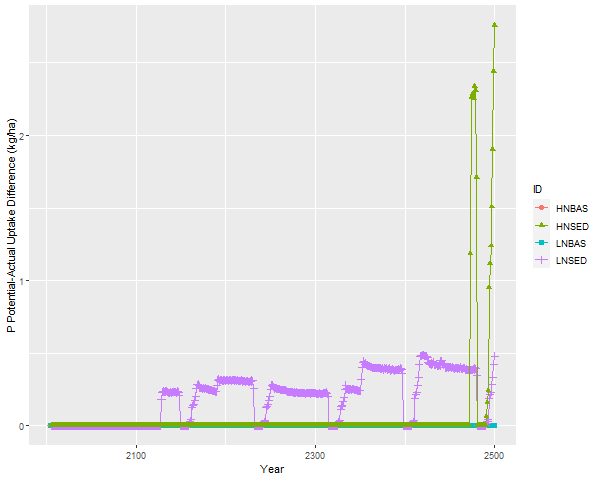 P Potential-Actual Uptake Difference (kg/ha)
2
1
0
2100
2300
2500
Year
ID
HNBAS
HNSED
LNBAS
LNSED